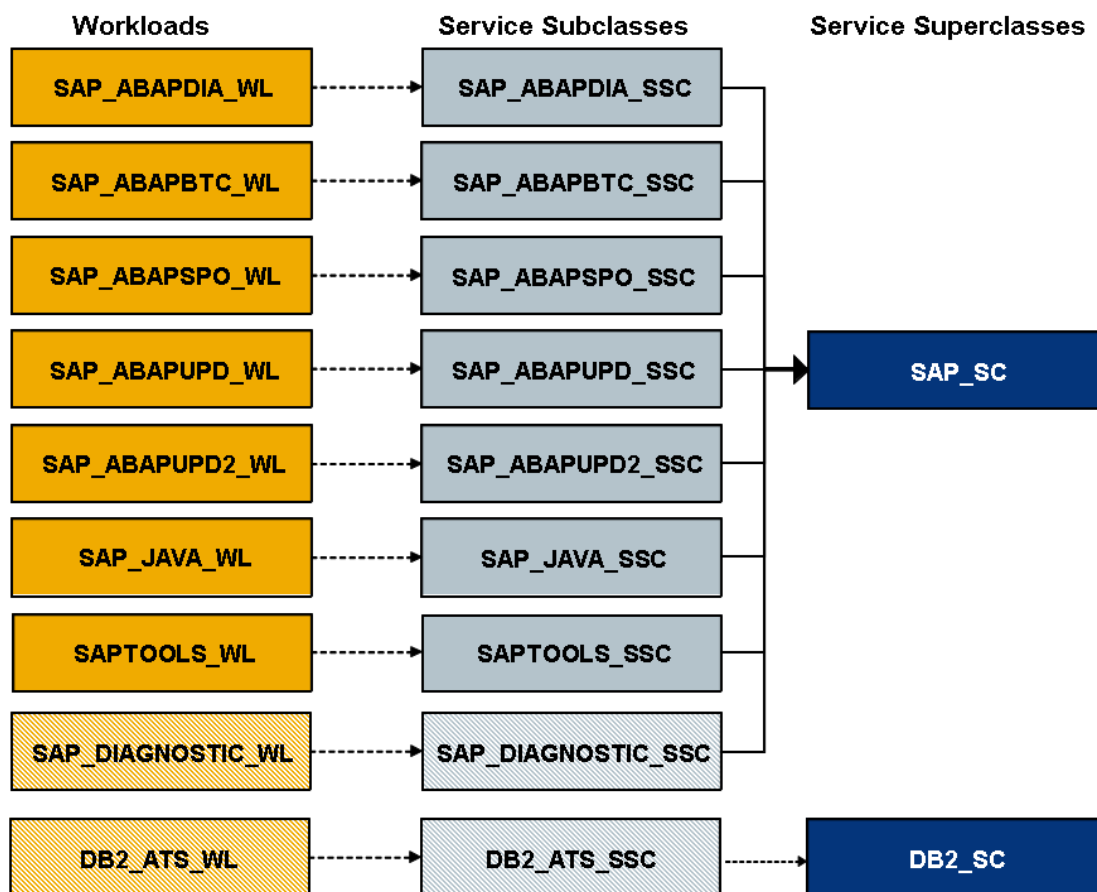 Workloads Service Subclasses Service Superclasses
SAP_ABAPDIA_WL SAP_ABAPDIA_SSC
SAP_ABAPBTC_WL SAP_ABAPBTC_SSC
SAP_ABAPSPO_WL SAP_ABAPSPO_SSC
SAP_ABAPUPD_WL SAP_ABAPUPD_SSC SAP_SC
SAP_ABAPUPD2_WL SAP_ABAPUPD2_SSC
SAP_JAVA_WL SAP_JAVA_SSC
SAPTOOLS_WL SAPTOOLS_SSC
SAP_DIAGNOSTIC_WL SAP_DIAGNOSTIC_SSC
DB2_ATS_WL DB2_ATS_SSC DB2_SC